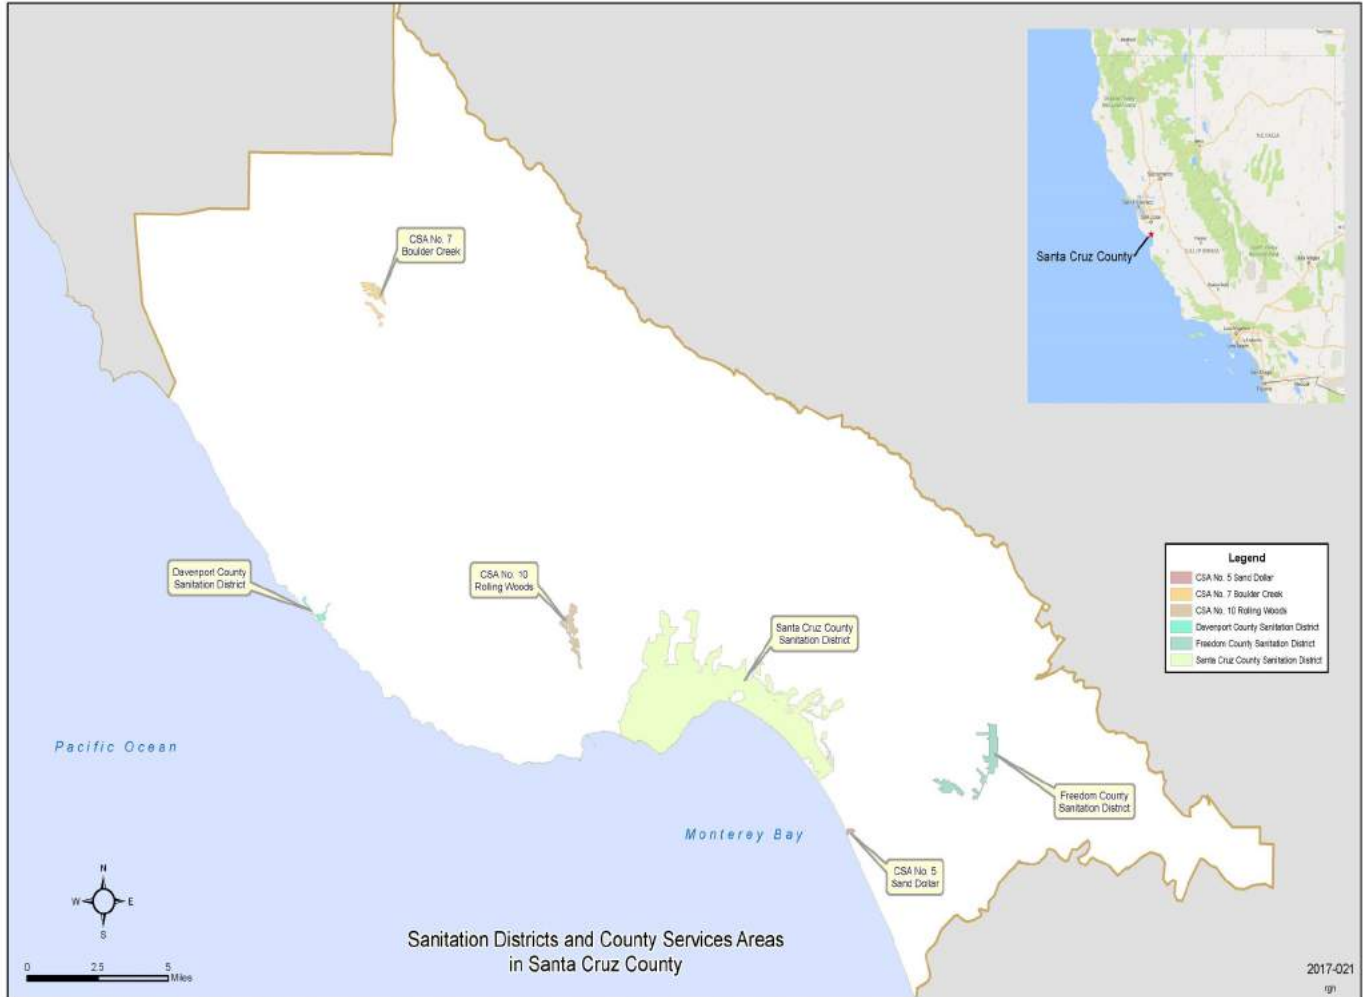 CSA No. 7
Boulder Creek
Santa Cruz County
Davenport County
Sanitation District
CSA No. 10
Rolling Woods
Santa Cruz County
Sanitation District
Legend
CSA No. 5 Sand Dollar
CSA No. 7 Boulder Creek
CSA No. 10 Rolling Woods
Davenport County Sanitation District
Freedom County Sanitation District
Santa Cruz County Sanitation District
Pacific Ocean
Freedom County
Sanitation District
Monterey Bay
CSA No. 5
Sand Dollar
N
W
E
S
Sanitation Districts and County Services Areas
in Santa Cruz County
0 2.5 5
Miles
2017-021
rgh